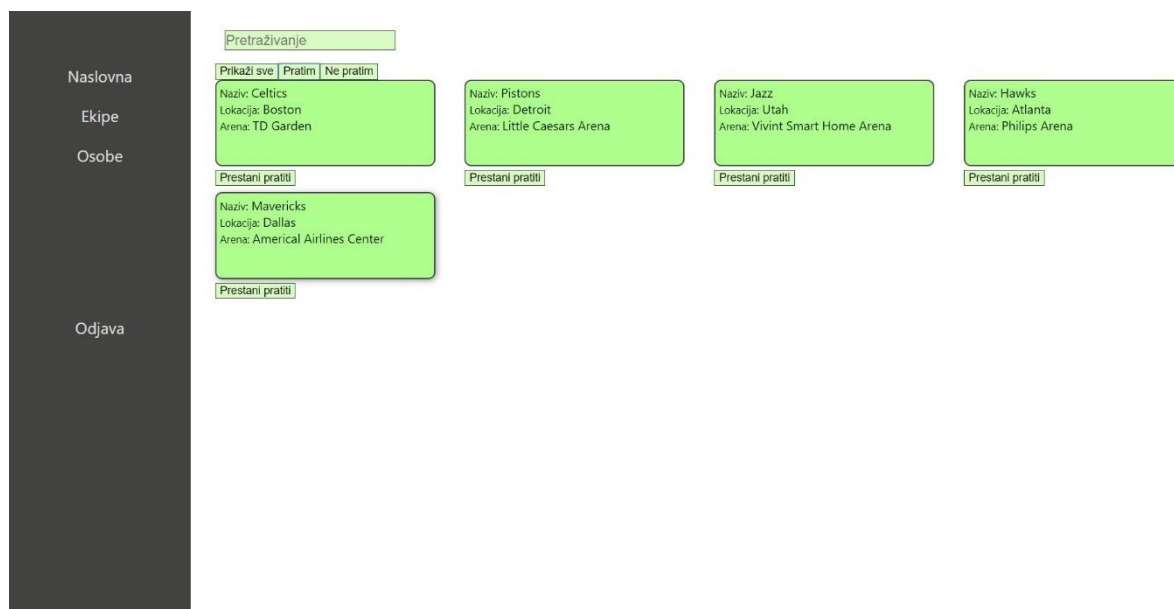 Naslovna
Ekipe
Osobe
Odjava
Pretraživanje
Prikaži sve Pratim Ne pratim
Naziv: Celtics
Lokacija: Boston
Arena: TD Garden
Prestani pratiti
Naziv: Pistons
Lokacija: Detroit
Arena: Little Caesars Arena
Prestani pratiti
Naziv: Jazz
Lokacija: Utah
Arena: Vivint Smart Home Arena
Prestani pratiti
Naziv: Hawks
Lokacija: Atlanta
Arena: Philips Arena
Prestani pratiti
Naziv: Mavericks
Lokacija: Dallas
Arena: Americal Airlines Center
Prestani pratiti